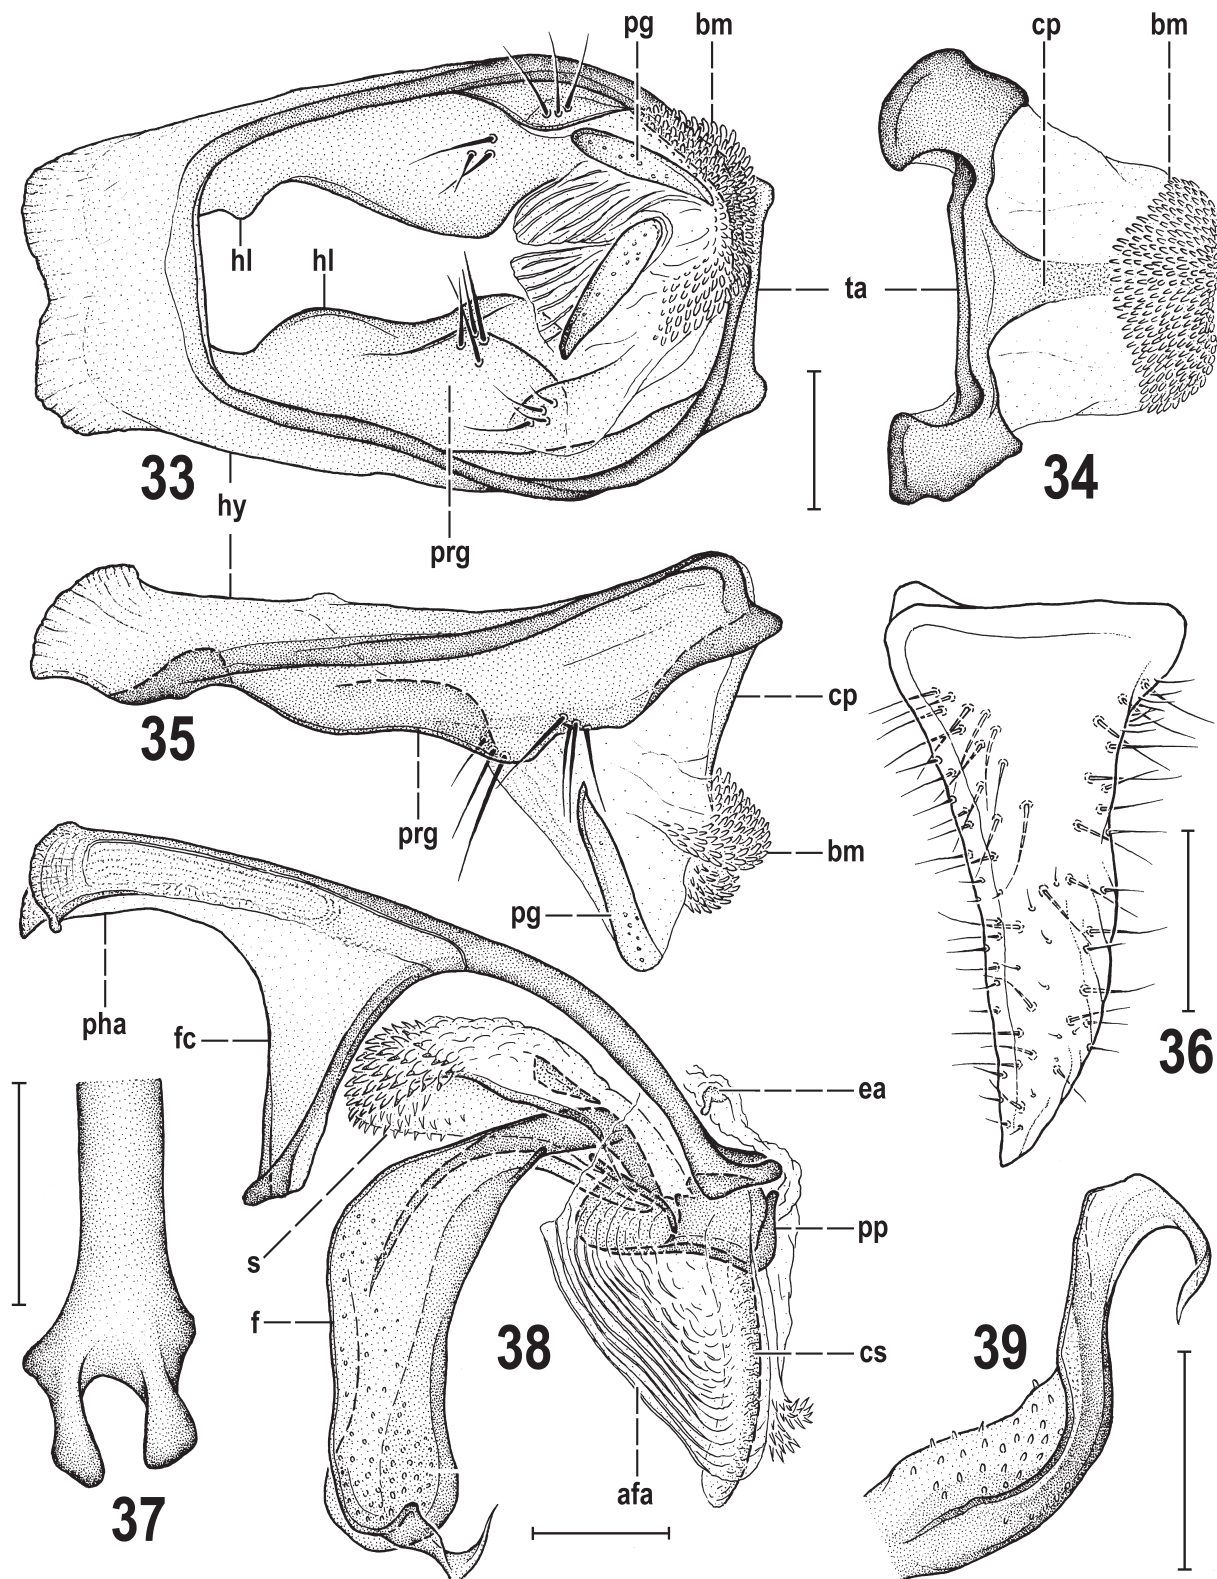 pg bm cp bm
hl hl
ta
33 34
hy
prg
35 cp
prg bm
pg
36
pha fc ea
s pp
f 38 39
cs
37 afa